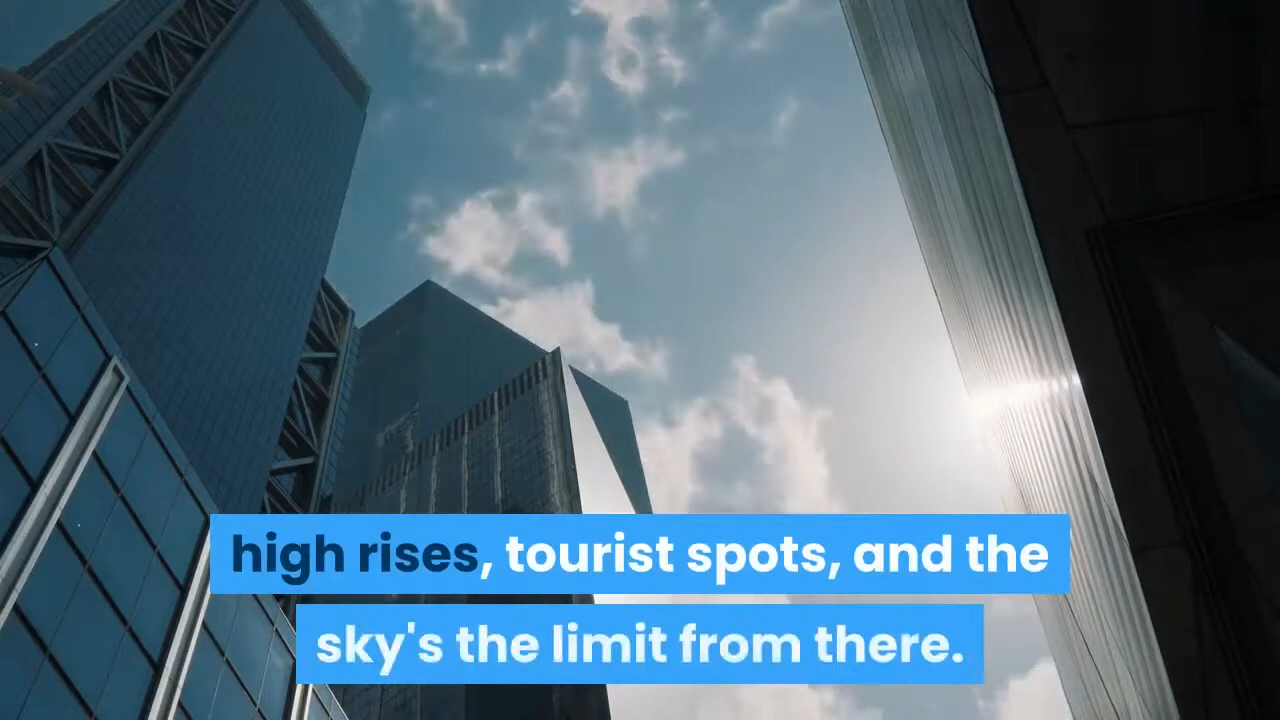 high rises, tourist spots, and the
sky's the limit from there.